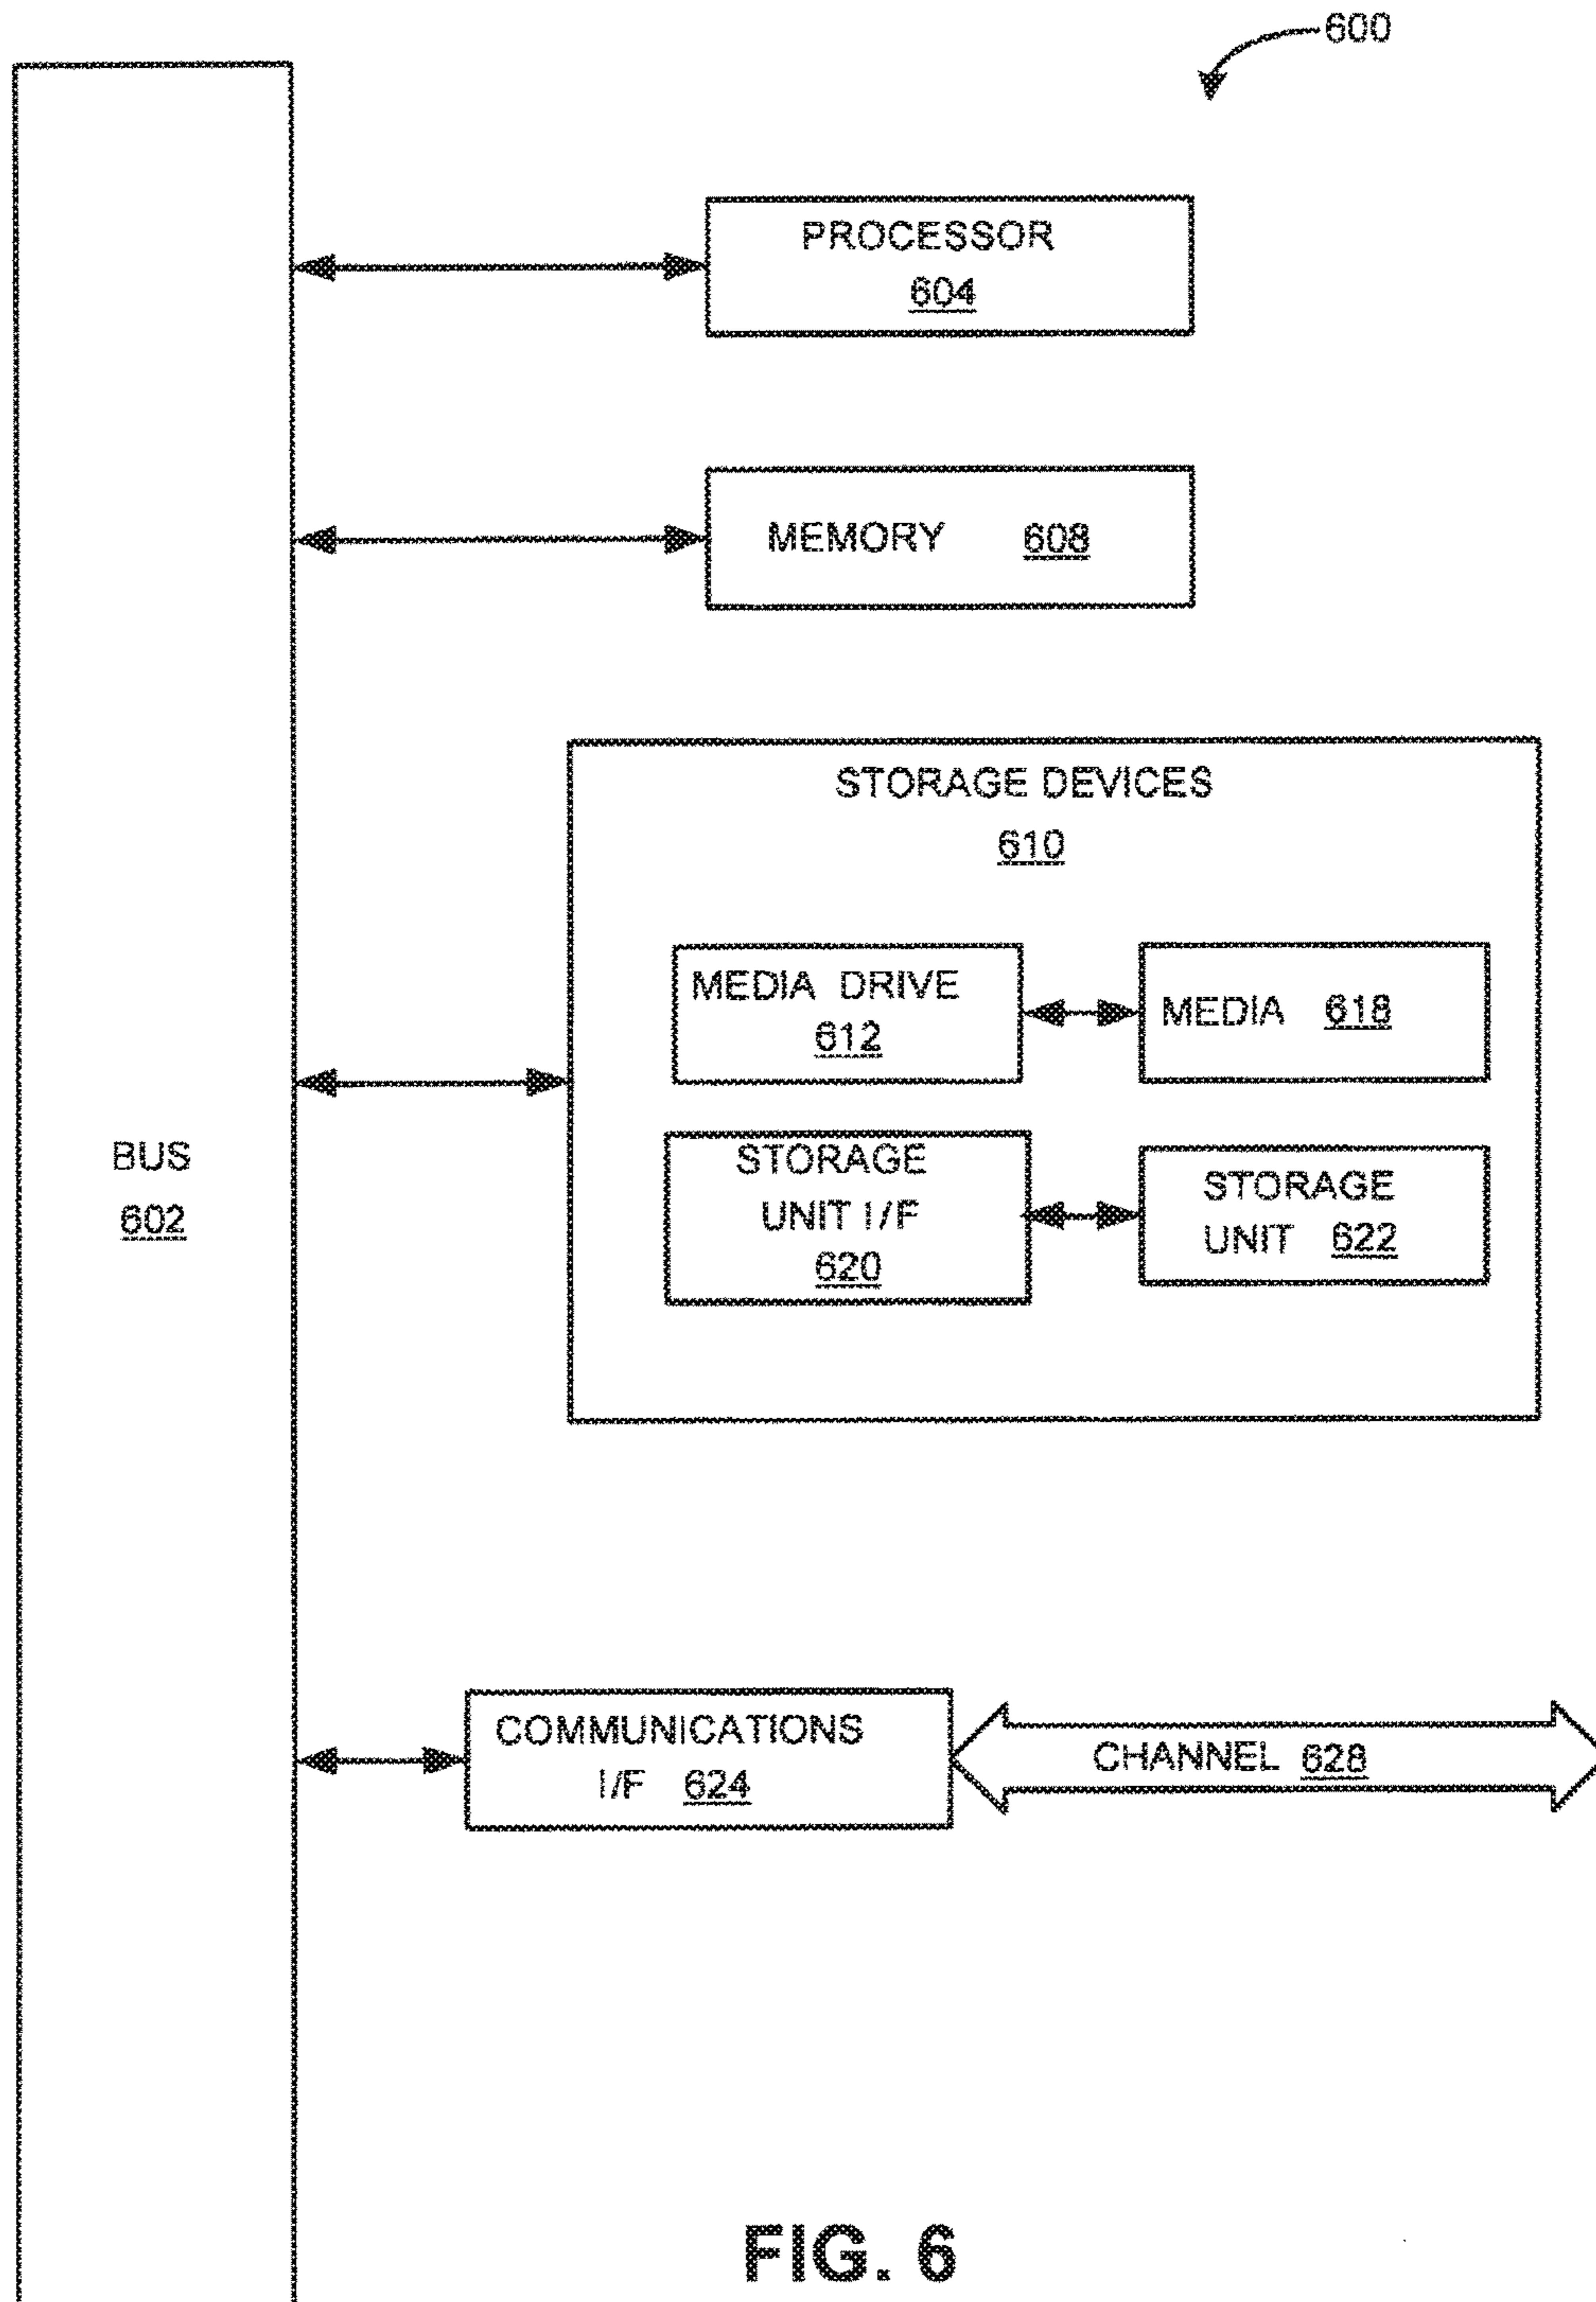 600
PROCESSOR
604
MEMORY 608
STORAGE DEVICES
610
MEDIA DRIVE
612
MEDIA 618
BUS
602
STORAGE
UNIT I/F
620
STORAGE
UNIT 622
COMMUNICATIONS
I/F 624
CHANNEL 628
FIG. 6